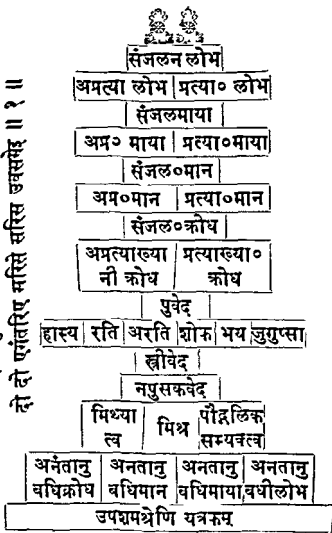 संजलन लोभ
अप्रत्या लोभ प्रत्या० लोभ
संजलमाया
अप्र० माया प्रत्या०माया
संजल०मान
अप्र०मान प्रत्या०मान
संजल०क्रोध
अप्रत्याख्या प्रत्याख्या०
नी क्रोध क्रोध
पुवेद
हास्य रति अरति शोक भय जुगुप्सा
स्त्रीवेद
नपुसकवेद
मिथ्या मिश्र पौद्गलिक
त्व सम्यक्त्व
अनंतानु अनतानु अनतानु अनतानु
बधिक्रोध बधिमान बधिमाया बधीलोभ
उपशमश्रेणि यत्रकम्
दो दो एगंतरिए सरिसे सरिस उवसमेइ ॥ १ ॥